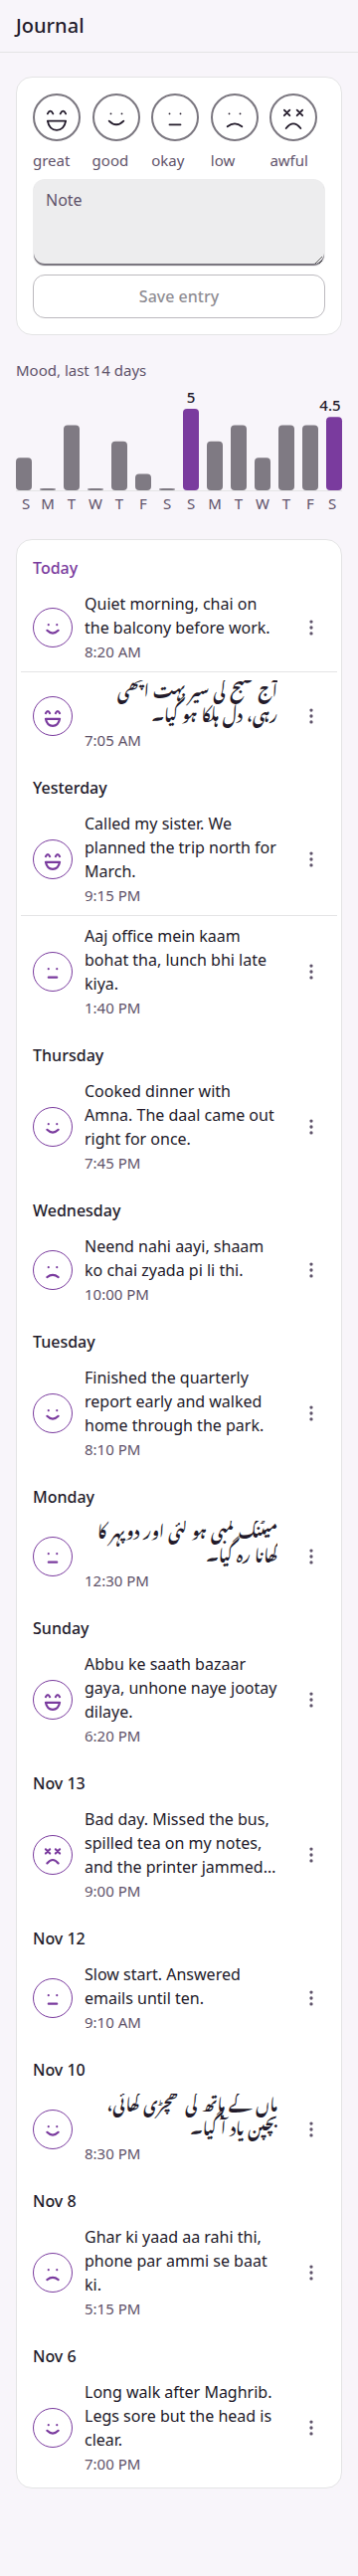 Journal
great good okay low awful
Note
Save entry
Mood, last 14 days
5
4.5
S M T W T F S S M T W T F S
Today
Quiet morning, chai on
the balcony before work.
8:20 AM
آج صبح کی سیر بہت اچھی
رہی، دل ہلکا ہو گیا۔
7:05 AM
Yesterday
Called my sister. We
planned the trip north for
March.
9:15 PM
Aaj office mein kaam
bohat tha, lunch bhi late
kiya.
1:40 PM
Thursday
Cooked dinner with
Amna. The daal came out
right for once.
7:45 PM
Wednesday
Neend nahi aayi, shaam
ko chai zyada pi li thi.
10:00 PM
Tuesday
Finished the quarterly
report early and walked
home through the park.
8:10 PM
Monday
میٹنگ لمبی ہو گئی اور دوپہر کا
کھانا رہ گیا۔
12:30 PM
Sunday
Abbu ke saath bazaar
gaya, unhone naye jootay
dilaye.
6:20 PM
Nov 13
Bad day. Missed the bus,
spilled tea on my notes,
and the printer jammed...
9:00 PM
Nov 12
Slow start. Answered
emails until ten.
9:10 AM
Nov 10
ماں کے ہاتھ کی کھچڑی کھائی،
بچپن یاد آ گیا۔
8:30 PM
Nov 8
Ghar ki yaad aa rahi thi,
phone par ammi se baat
ki.
5:15 PM
Nov 6
Long walk after Maghrib.
Legs sore but the head is
clear.
7:00 PM